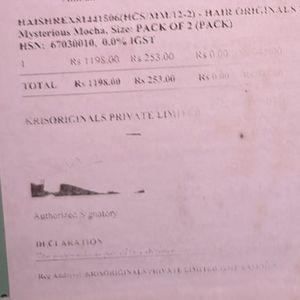 HAISHREXS1441506(HCS/MM/12-2) - HAIR ORIGINALS
Mysterious Mocha, Size: PACK OF 2 (PACK)
HSN: 67030010, 0.0% IGST
1 Rs 1198.00 Rs 253.00 Rs 0.00
TOTAL Rs 1198.00 Rs 253.00 Rs 0.00
KRISORIGINALS PRIVATE LIMITED
Authorized Signatory
DECLARATION
Reg Address: KRISORIGINALS PRIVATE LIMITED